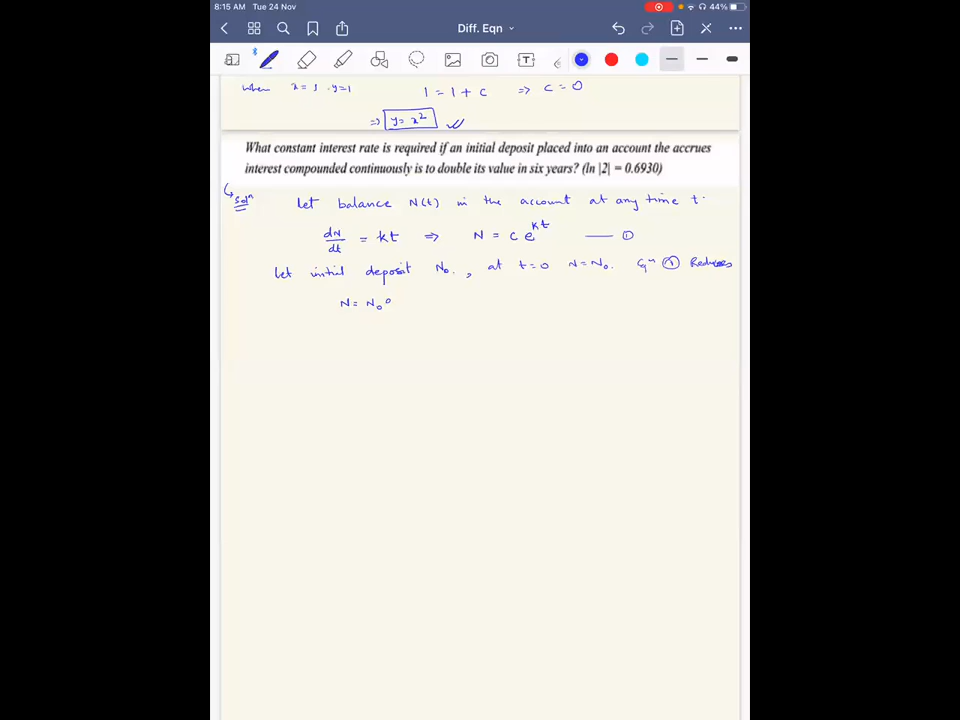 8:15 AM Tue 24 Nov 44%
Diff. Eqn
When x = 1 . y = 1 1 = 1 + c ⇒ c = 0
⇒ y = x²
What constant interest rate is required if an initial deposit placed into an account the accrues
interest compounded continuously is to double its value in six years? (ln |2| = 0.6930)
Solⁿ Let balance N(t) in the account at any time t.
dN/dt = kt ⇒ N = c e^kt —— ①
Let initial deposit N₀. , at t = 0 N = N₀. Eqⁿ ① Reduces
N = N₀